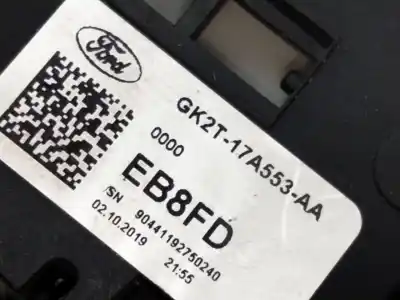 Ford
GK2T-17A553-AA
0000
EB8FD
/SN 90441192750240
02.10.2019 21:55